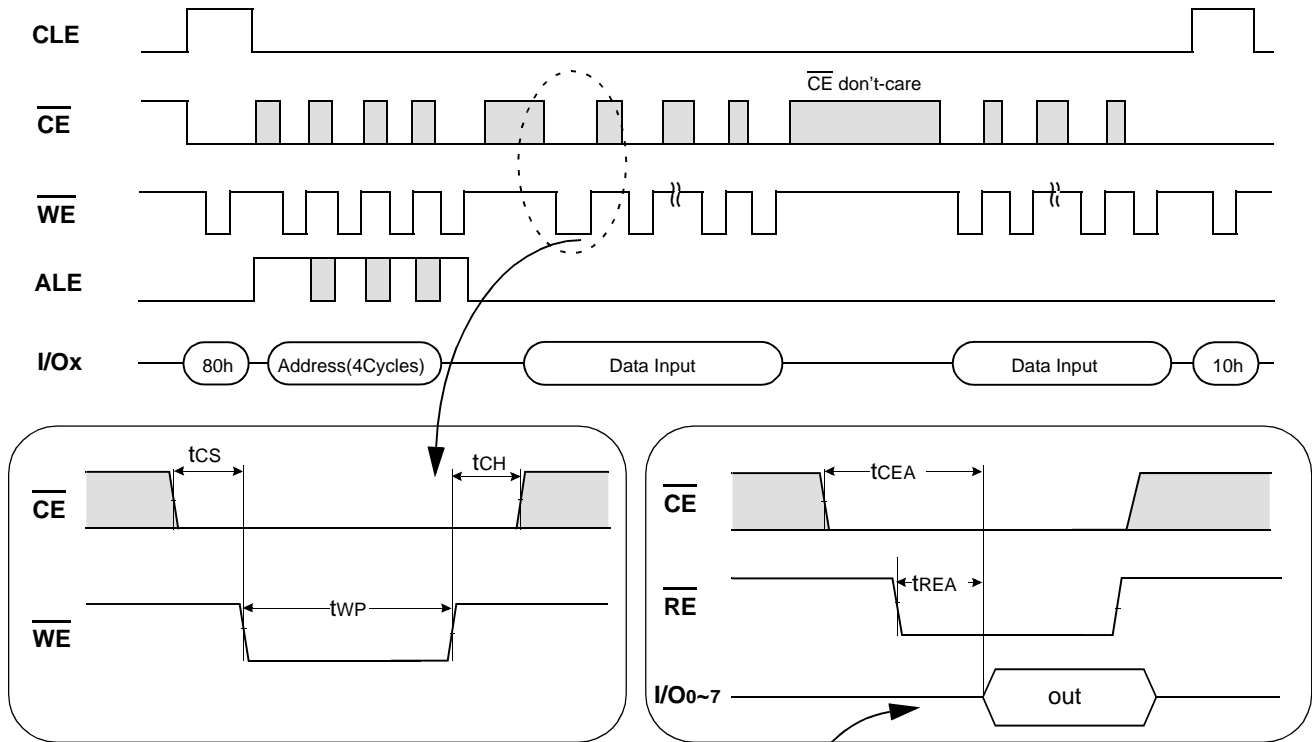 CLE
CE don't-care
CE
WE
ALE
I/Ox
80h
Address(4Cycles)
Data Input
Data Input
10h
tCS
tCH
CE
tWP
WE
tCEA
CE
tREA
RE
I/O0~7
out